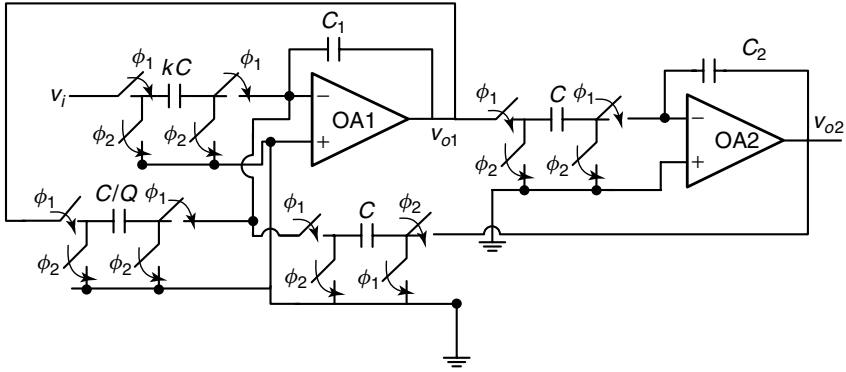 C₁
ϕ₁ kC ϕ₁
C₂
vᵢ
−
ϕ₁ C ϕ₁
−
ϕ₂ ϕ₂
OA1
+
vₒ₁
OA2
vₒ₂
ϕ₂ ϕ₂
+
ϕ₁ C/Q ϕ₁
ϕ₁ C ϕ₂
ϕ₂ ϕ₂
ϕ₂ ϕ₁